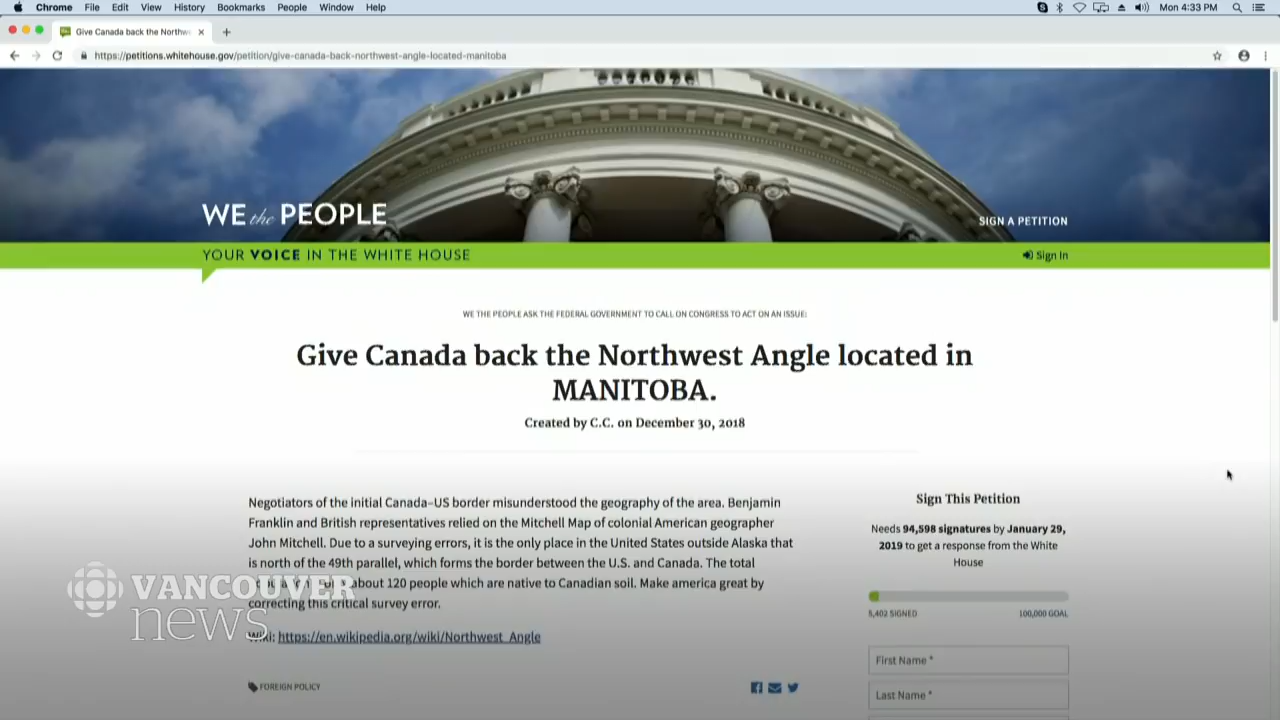 Chrome File Edit View History Bookmarks People Window Help Mon 4:33 PM
Give Canada back the Northw
https://petitions.whitehouse.gov/petition/give-canada-back-northwest-angle-located-manitoba
WE the PEOPLE
SIGN A PETITION
YOUR VOICE IN THE WHITE HOUSE
Sign In
WE THE PEOPLE ASK THE FEDERAL GOVERNMENT TO CALL ON CONGRESS TO ACT ON AN ISSUE:
Give Canada back the Northwest Angle located in
MANITOBA.
Created by C.C. on December 30, 2018
Negotiators of the initial Canada–US border misunderstood the geography of the area. Benjamin
Franklin and British representatives relied on the Mitchell Map of colonial American geographer
John Mitchell. Due to a surveying errors, it is the only place in the United States outside Alaska that
is north of the 49th parallel, which forms the border between the U.S. and Canada. The total
about 120 people which are native to Canadian soil. Make america great by
correcting this critical survey error.
Wiki: https://en.wikipedia.org/wiki/Northwest_Angle
FOREIGN POLICY
Sign This Petition
Needs 94,598 signatures by January 29,
2019 to get a response from the White
House
5,402 SIGNED
100,000 GOAL
First Name *
Last Name *
VANCOUVER
news